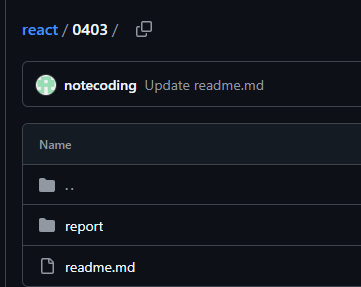 react / 0403 /
notecoding Update readme.md
Name
..
report
readme.md